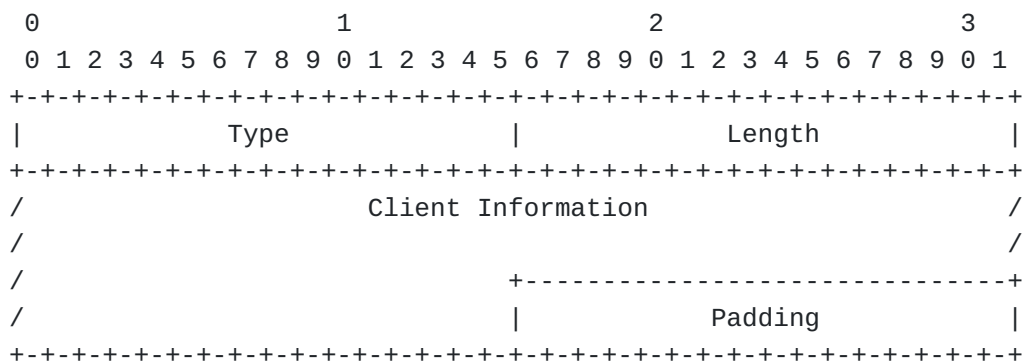 0                   1                   2                   3
 0 1 2 3 4 5 6 7 8 9 0 1 2 3 4 5 6 7 8 9 0 1 2 3 4 5 6 7 8 9 0 1
+-+-+-+-+-+-+-+-+-+-+-+-+-+-+-+-+-+-+-+-+-+-+-+-+-+-+-+-+-+-+-+-+
|             Type              |             Length            |
+-+-+-+-+-+-+-+-+-+-+-+-+-+-+-+-+-+-+-+-+-+-+-+-+-+-+-+-+-+-+-+-+
/                      Client Information                       /
/                                                               /
/                               +-------------------------------+
/                               |            Padding            |
+-+-+-+-+-+-+-+-+-+-+-+-+-+-+-+-+-+-+-+-+-+-+-+-+-+-+-+-+-+-+-+-+